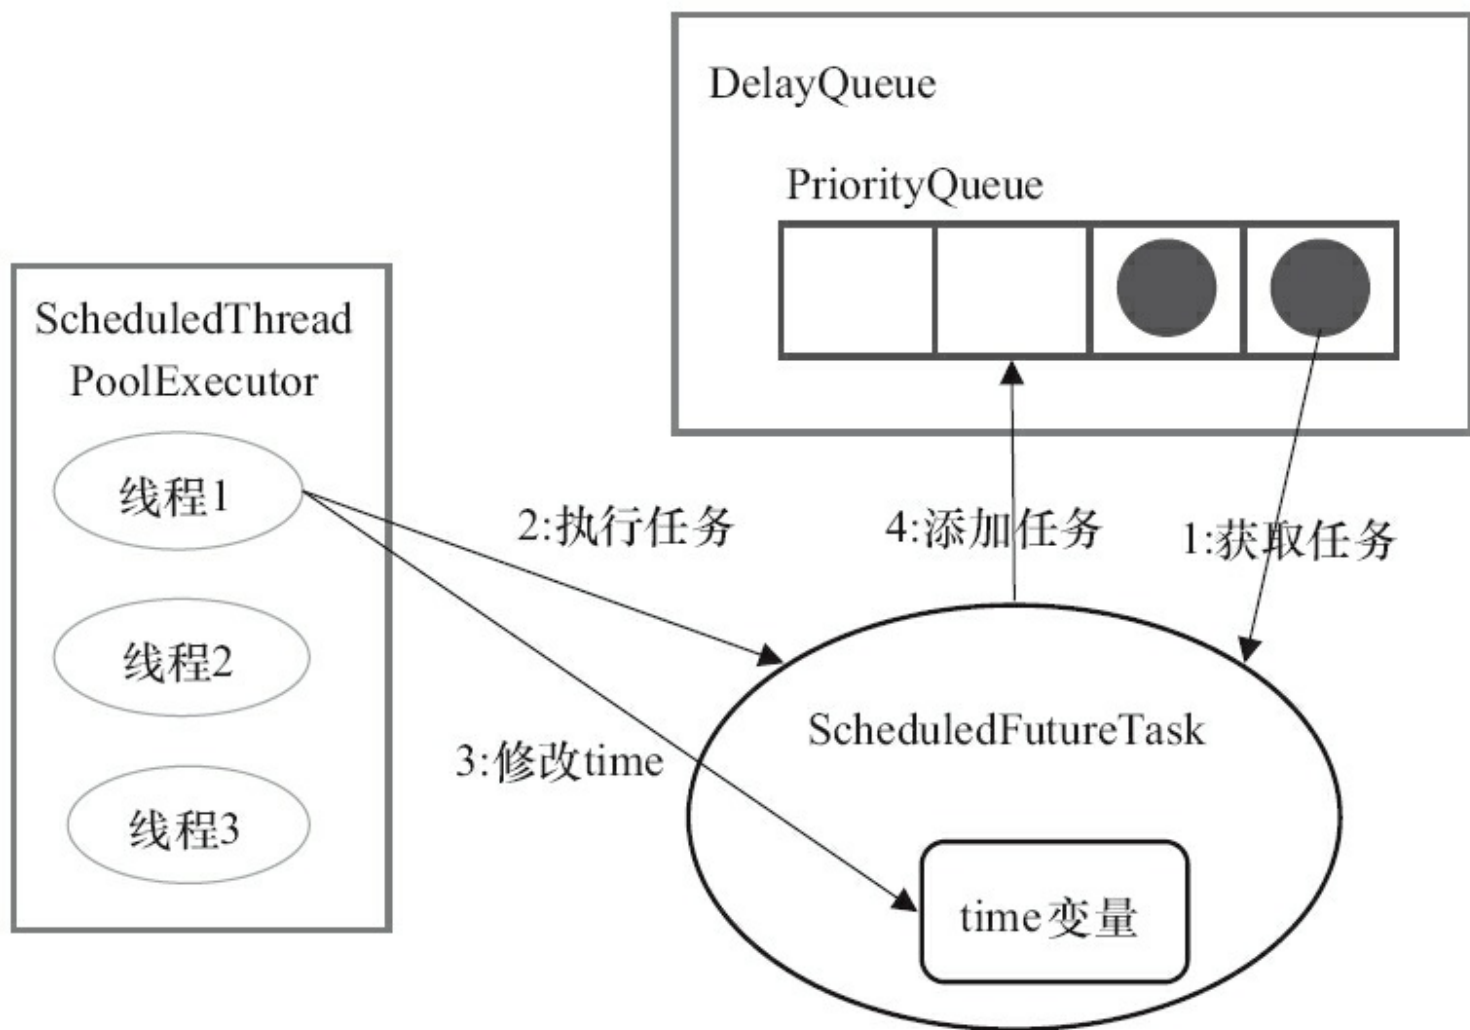 DelayQueue
PriorityQueue
ScheduledThread
PoolExecutor
线程1
线程2
线程3
2:执行任务
4:添加任务
1:获取任务
3:修改time
ScheduledFutureTask
time变量